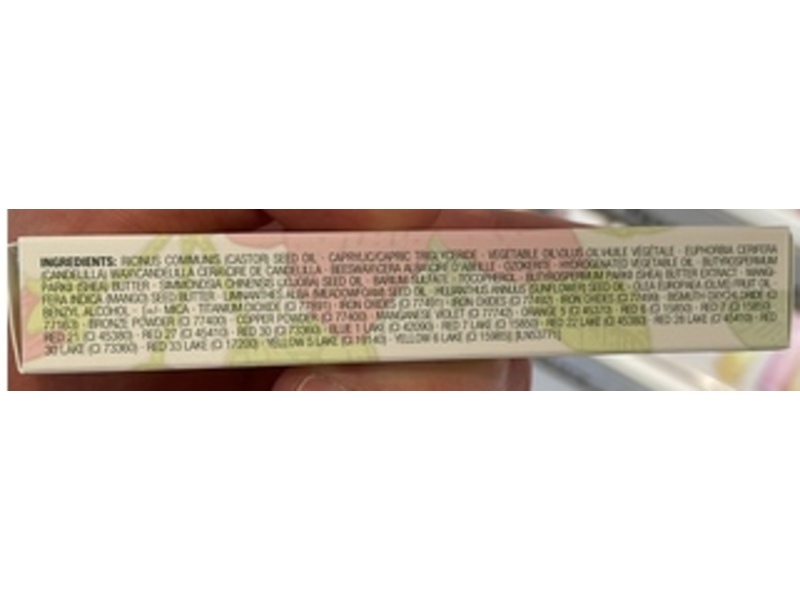 INGREDIENTS: RICINUS COMMUNIS (CASTOR) SEED OIL · CAPRYLIC/CAPRIC TRIGLYCERIDE · VEGETABLE OIL/OLUS OIL/HUILE VÉGÉTALE · EUPHORBIA CERIFERA
(CANDELILLA) WAX/CANDELILLA CERA/CIRE DE CANDELILLA · BEESWAX/CERA ALBA/CIRE D'ABEILLE · OZOKERITE · HYDROGENATED VEGETABLE OIL · BUTYROSPERMUM
PARKII (SHEA) BUTTER · SIMMONDSIA CHINENSIS (JOJOBA) SEED OIL · BARIUM SULFATE · TOCOPHEROL · BUTYROSPERMUM PARKII (SHEA) BUTTER EXTRACT · MANGI-
FERA INDICA (MANGO) SEED BUTTER · LIMNANTHES ALBA (MEADOWFOAM) SEED OIL · HELIANTHUS ANNUUS (SUNFLOWER) SEED OIL · OLEA EUROPAEA (OLIVE) FRUIT OIL ·
BENZYL ALCOHOL · [+/- MICA · TITANIUM DIOXIDE (CI 77891) · IRON OXIDES (CI 77491) · IRON OXIDES (CI 77492) · IRON OXIDES (CI 77499) · BISMUTH OXYCHLORIDE (CI
77163) · BRONZE POWDER (CI 77400) · COPPER POWDER (CI 77400) · MANGANESE VIOLET (CI 77742) · ORANGE 5 (CI 45370) · RED 6 (CI 15850) · RED 7 (CI 15850) ·
RED 21 (CI 45380) · RED 27 (CI 45410) · RED 30 (CI 73360) · BLUE 1 LAKE (CI 42090) · RED 7 LAKE (CI 15850) · RED 22 LAKE (CI 45380) · RED 28 LAKE (CI 45410) · RED
30 LAKE (CI 73360) · RED 33 LAKE (CI 17200) · YELLOW 5 LAKE (CI 19140) · YELLOW 6 LAKE (CI 15985)]